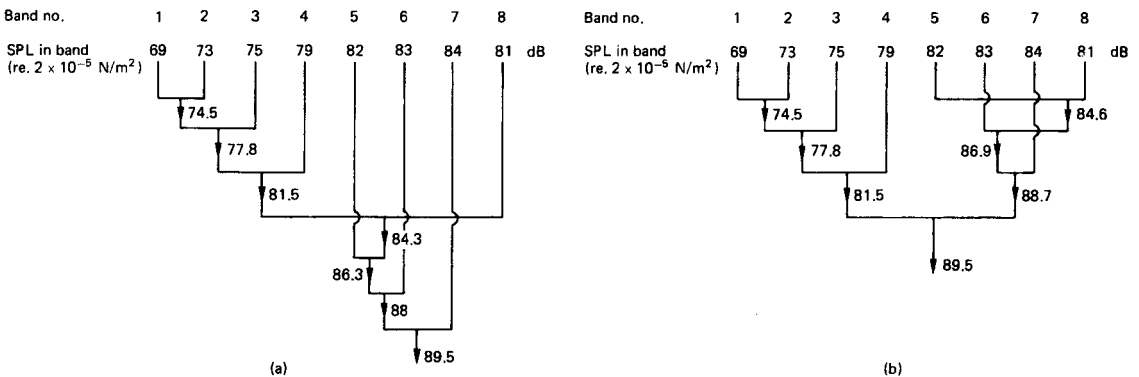 Band no. 1 2 3 4 5 6 7 8
SPL in band 69 73 75 79 82 83 84 81 dB
(re. 2 × 10⁻⁵ N/m²)
74.5
77.8
81.5
84.3
86.3
88
89.5
(a)
Band no. 1 2 3 4 5 6 7 8
SPL in band 69 73 75 79 82 83 84 81 dB
(re. 2 × 10⁻⁵ N/m²)
74.5 84.6
77.8 86.9
81.5 88.7
89.5
(b)